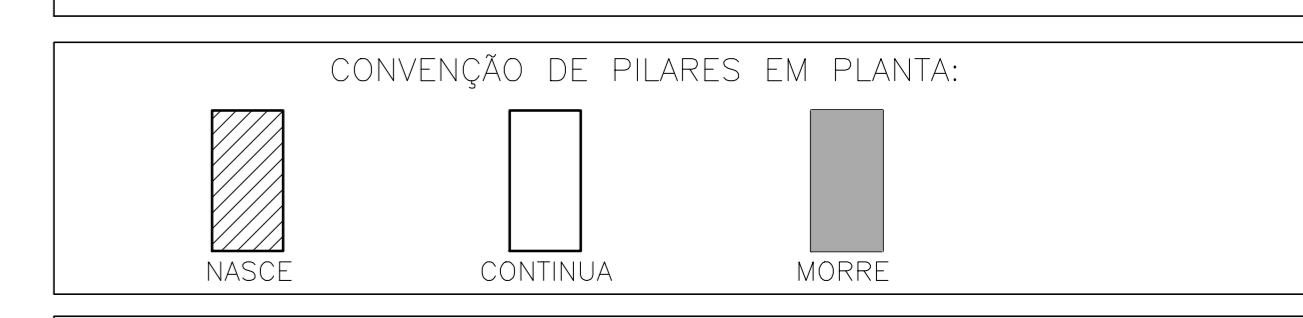 CONVENÇÃO DE PILARES EM PLANTA:
NASCE CONTINUA MORRE